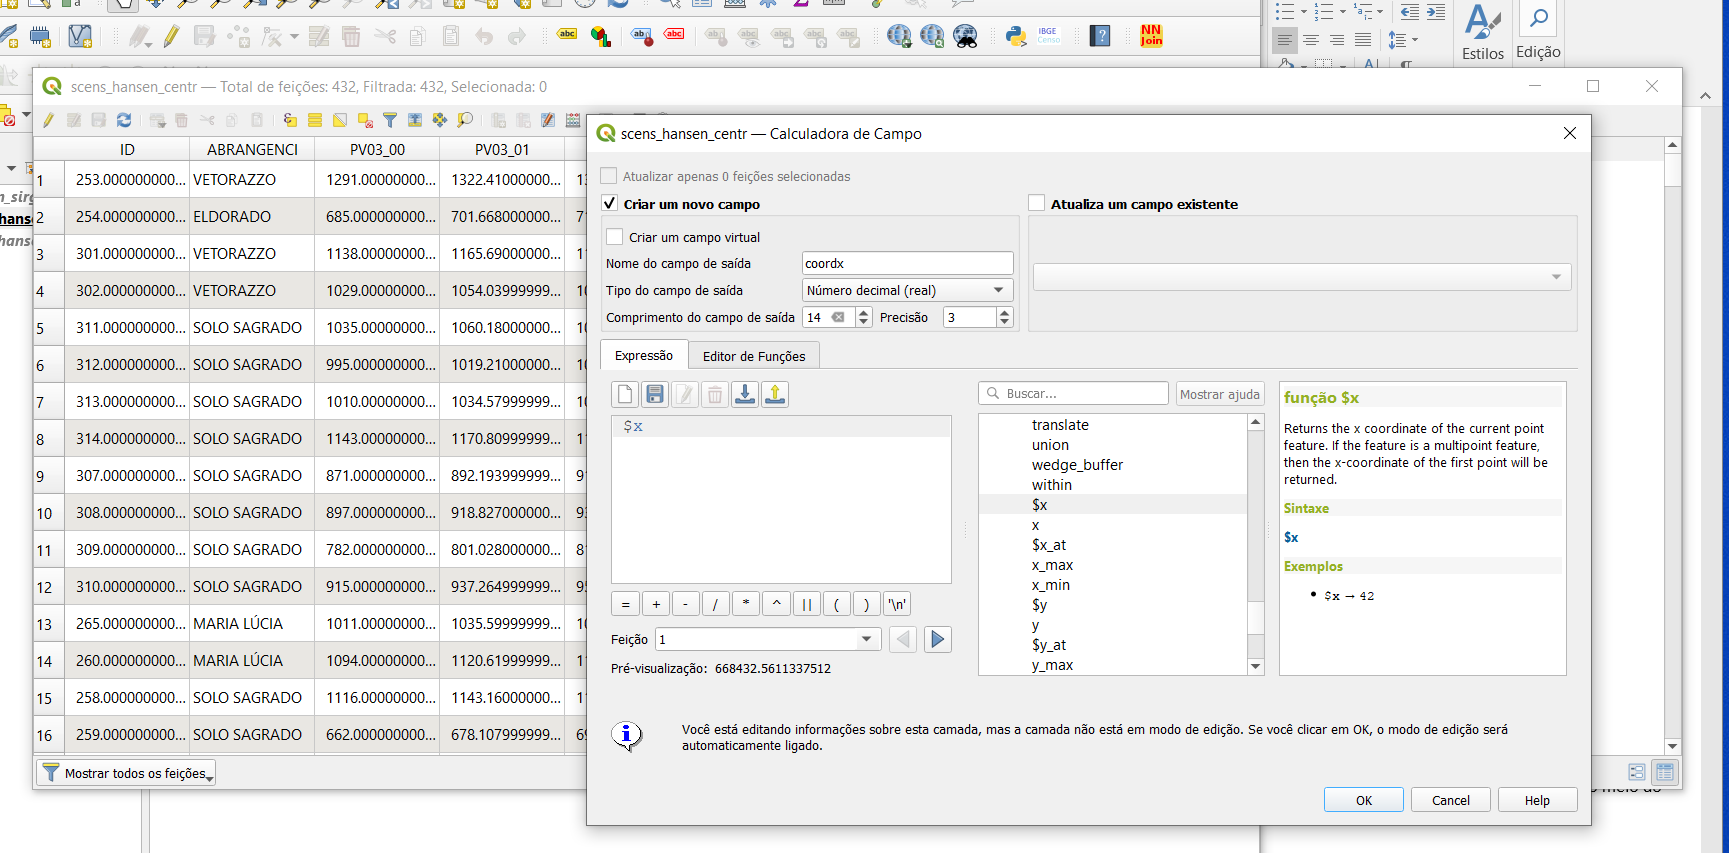 a
abc
abc
abc
abc
abc
abc
abc
abc
IBGE
Censo
?
NN
Join
Estilos
Edição
scens_hansen_centr — Total de feições: 432, Filtrada: 432, Selecionada: 0
ID ABRANGENCI PV03_00 PV03_01
1 253.000000000... VETORAZZO 1291.00000000... 1322.41000000...
2 254.000000000... ELDORADO 685.000000000... 701.668000000...
3 301.000000000... VETORAZZO 1138.00000000... 1165.69000000...
4 302.000000000... VETORAZZO 1029.00000000... 1054.03999999...
5 311.000000000... SOLO SAGRADO 1035.00000000... 1060.18000000...
6 312.000000000... SOLO SAGRADO 995.000000000... 1019.21000000...
7 313.000000000... SOLO SAGRADO 1010.00000000... 1034.57999999...
8 314.000000000... SOLO SAGRADO 1143.00000000... 1170.80999999...
9 307.000000000... SOLO SAGRADO 871.000000000... 892.193999999...
10 308.000000000... SOLO SAGRADO 897.000000000... 918.827000000...
11 309.000000000... SOLO SAGRADO 782.000000000... 801.028000000...
12 310.000000000... SOLO SAGRADO 915.000000000... 937.264999999...
13 265.000000000... MARIA LÚCIA 1011.00000000... 1035.59999999...
14 260.000000000... MARIA LÚCIA 1094.00000000... 1120.61999999...
15 258.000000000... SOLO SAGRADO 1116.00000000... 1143.16000000...
16 259.000000000... SOLO SAGRADO 662.000000000... 678.107999999...
Mostrar todos os feições
scens_hansen_centr — Calculadora de Campo
Atualizar apenas 0 feições selecionadas
Criar um novo campo
Atualiza um campo existente
Criar um campo virtual
Nome do campo de saída coordx
Tipo do campo de saída Número decimal (real)
Comprimento do campo de saída 14 Precisão 3
Expressão Editor de Funções
Buscar... Mostrar ajuda
$x
= + - / * ^ || ( ) '\n'
Feição 1
Pré-visualização: 668432.5611337512
translate
union
wedge_buffer
within
$x
x
$x_at
x_max
x_min
$y
y
$y_at
y_max
função $x
Returns the x coordinate of the current point
feature. If the feature is a multipoint feature,
then the x-coordinate of the first point will be
returned.
Sintaxe
$x
Exemplos
• $x → 42
Você está editando informações sobre esta camada, mas a camada não está em modo de edição. Se você clicar em OK, o modo de edição será
automaticamente ligado.
OK Cancel Help